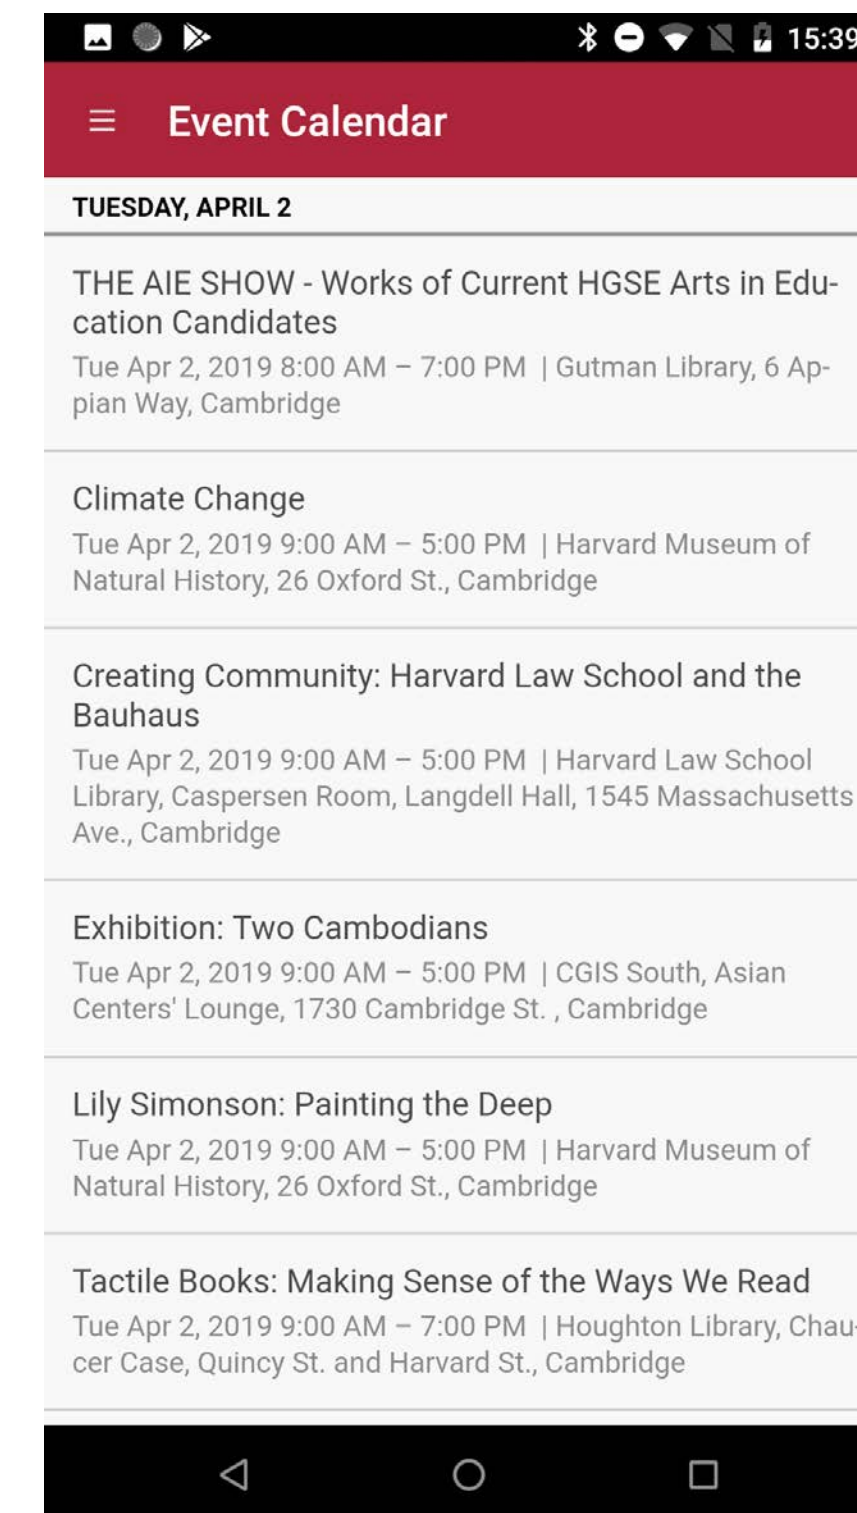 15:39
Event Calendar
TUESDAY, APRIL 2
THE AIE SHOW - Works of Current HGSE Arts in Edu-
cation Candidates
Tue Apr 2, 2019 8:00 AM – 7:00 PM | Gutman Library, 6 Ap-
pian Way, Cambridge
Climate Change
Tue Apr 2, 2019 9:00 AM – 5:00 PM | Harvard Museum of
Natural History, 26 Oxford St., Cambridge
Creating Community: Harvard Law School and the
Bauhaus
Tue Apr 2, 2019 9:00 AM – 5:00 PM | Harvard Law School
Library, Caspersen Room, Langdell Hall, 1545 Massachusetts
Ave., Cambridge
Exhibition: Two Cambodians
Tue Apr 2, 2019 9:00 AM – 5:00 PM | CGIS South, Asian
Centers' Lounge, 1730 Cambridge St. , Cambridge
Lily Simonson: Painting the Deep
Tue Apr 2, 2019 9:00 AM – 5:00 PM | Harvard Museum of
Natural History, 26 Oxford St., Cambridge
Tactile Books: Making Sense of the Ways We Read
Tue Apr 2, 2019 9:00 AM – 7:00 PM | Houghton Library, Chau-
cer Case, Quincy St. and Harvard St., Cambridge